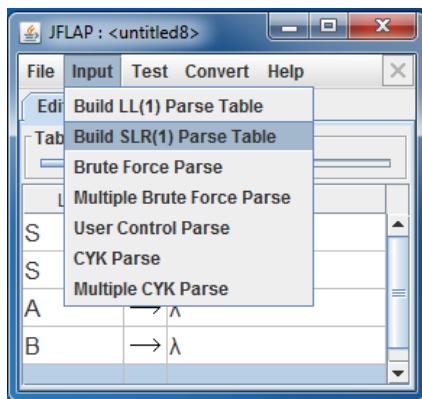 JFLAP : <untitled8>
File Input Test Convert Help
Build LL(1) Parse Table
Build SLR(1) Parse Table
Brute Force Parse
Multiple Brute Force Parse
User Control Parse
CYK Parse
Multiple CYK Parse
S
S
A → λ
B → λ